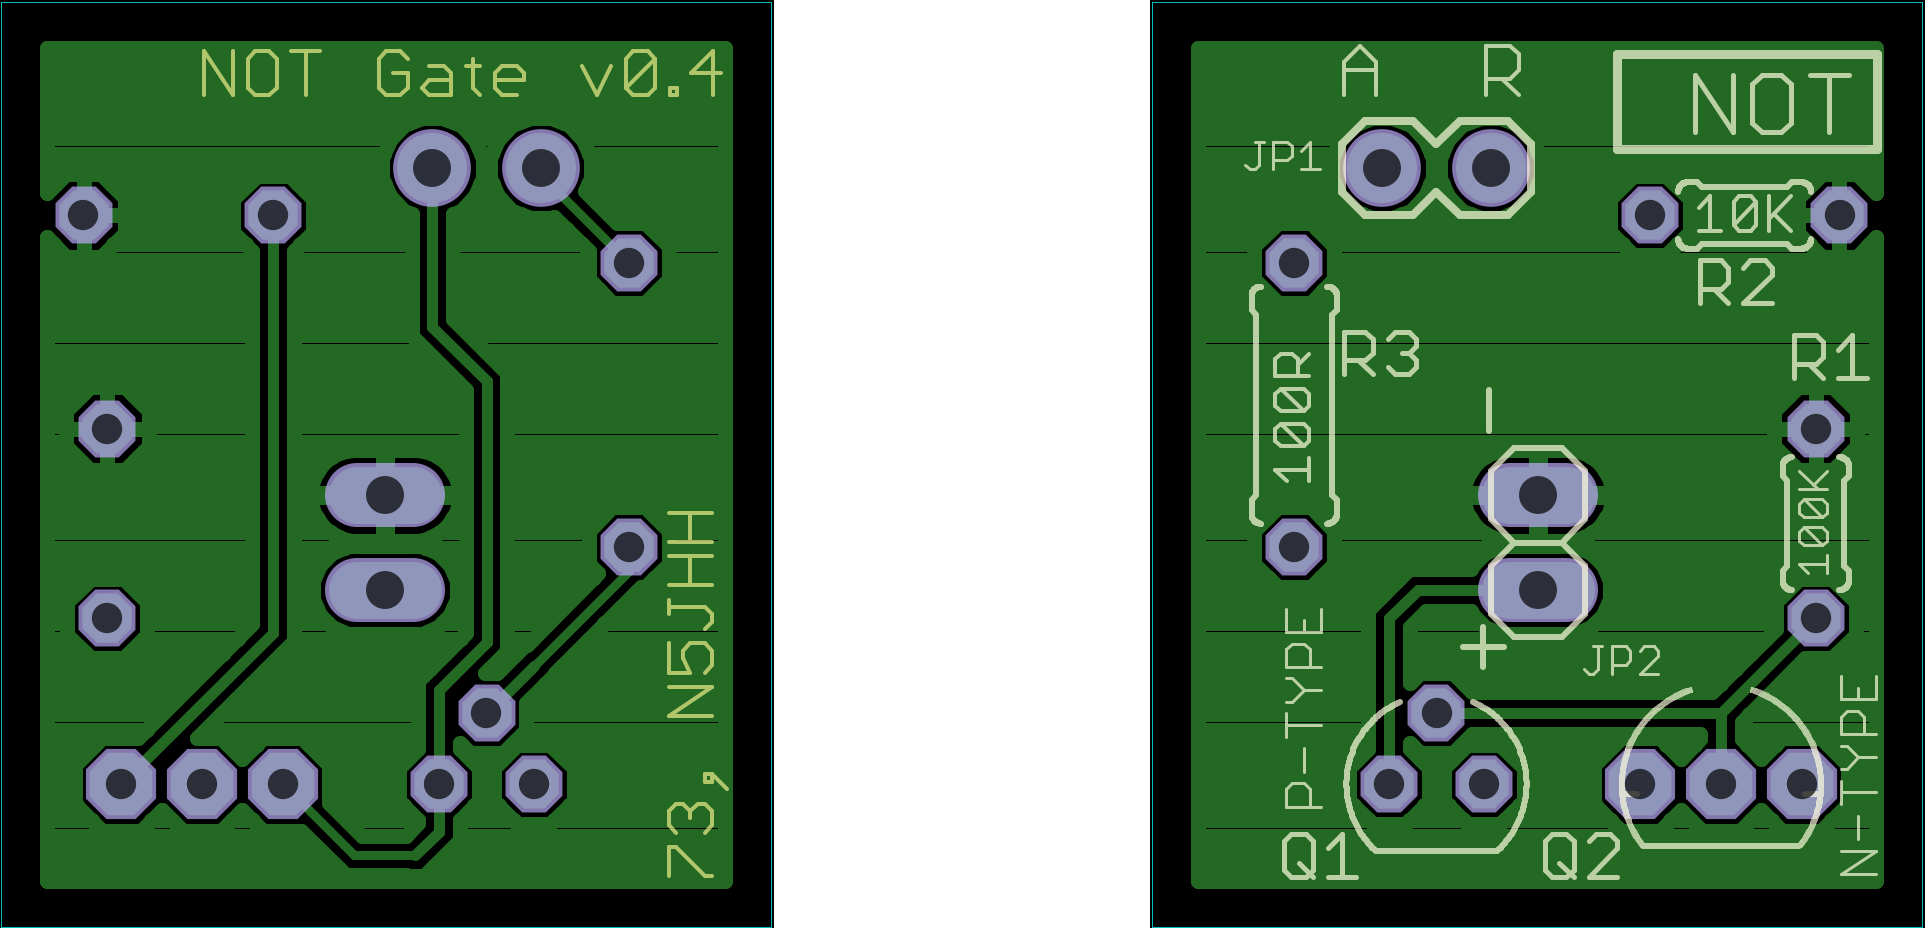 NOT Gate v0.4
73, N5JHH
A R
NOT
JP1
10K
R2
R3
100R
R1
100K
-
+
JP2
P-TYPE
N-TYPE
Q1
Q2